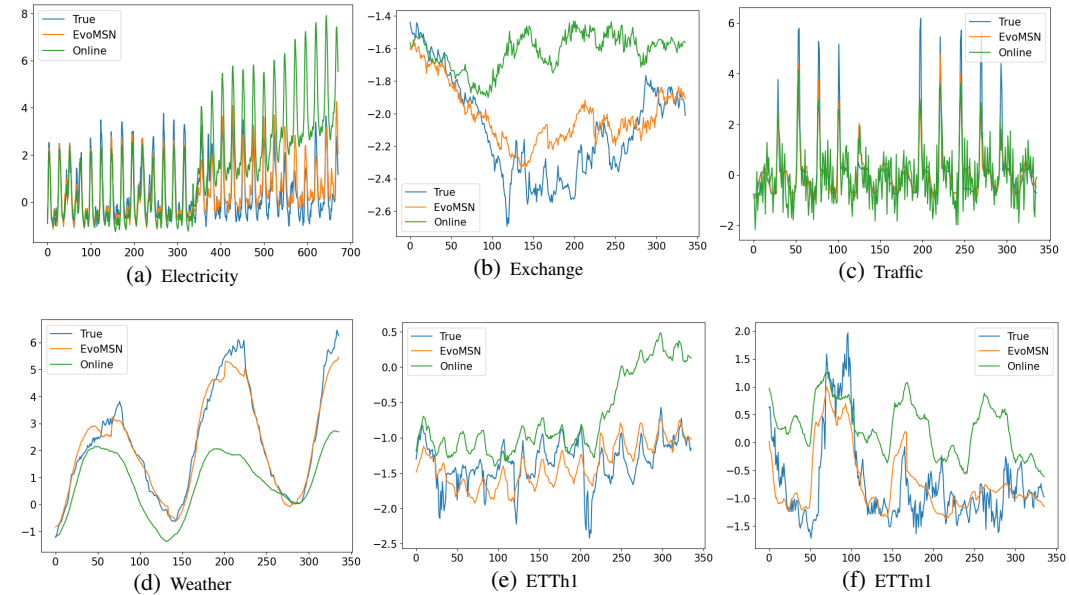 True
EvoMSN
Online
8
6
4
2
0
0 100 200 300 400 500 600 700
(a) Electricity
−1.4
−1.6
−1.8
−2.0
−2.2
−2.4
−2.6
True
EvoMSN
Online
0 50 100 150 200 250 300 350
(b) Exchange
6
4
2
0
−2
True
EvoMSN
Online
0 50 100 150 200 250 300 350
(c) Traffic
True
EvoMSN
Online
6
5
4
3
2
1
0
−1
0 50 100 150 200 250 300 350
(d) Weather
0.5
0.0
−0.5
−1.0
−1.5
−2.0
−2.5
True
EvoMSN
Online
0 50 100 150 200 250 300 350
(e) ETTh1
2.0
1.5
1.0
0.5
0.0
−0.5
−1.0
−1.5
True
EvoMSN
Online
0 50 100 150 200 250 300 350
(f) ETTm1